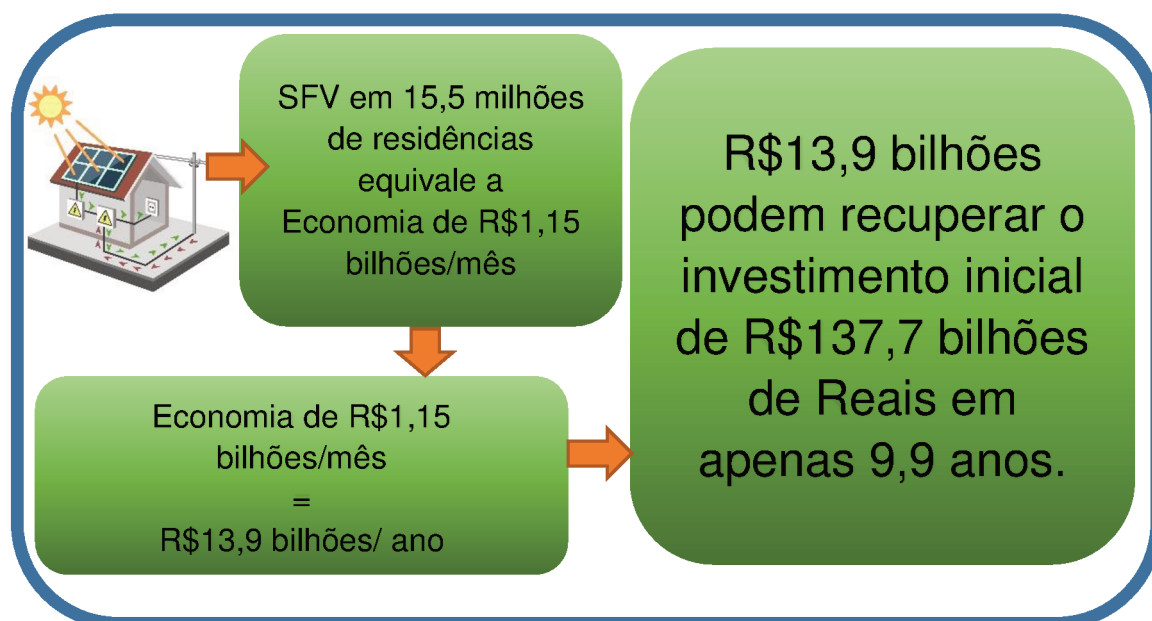 SFV em 15,5 milhões
de residências
equivale a
Economia de R$1,15
bilhões/mês
Economia de R$1,15
bilhões/mês
=
R$13,9 bilhões/ ano
R$13,9 bilhões
podem recuperar o
investimento inicial
de R$137,7 bilhões
de Reais em
apenas 9,9 anos.